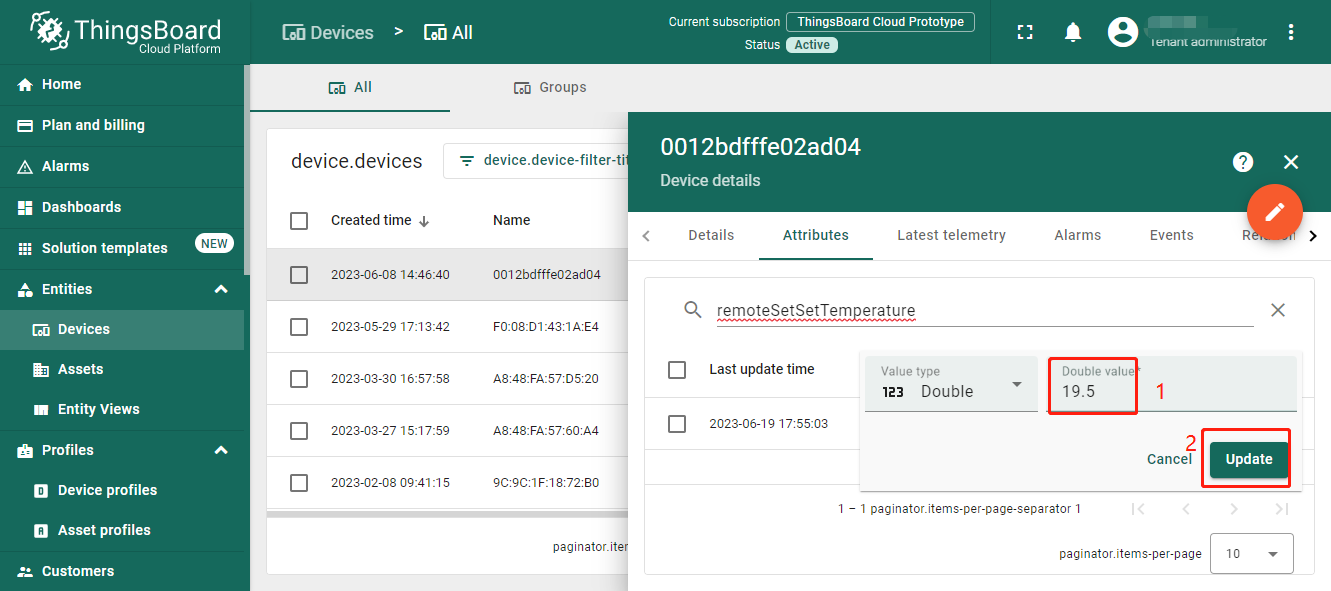 ThingsBoard
Cloud Platform
Devices > All
Current subscription ThingsBoard Cloud Prototype
Status Active
Tenant administrator
Home
Plan and billing
Alarms
Dashboards
Solution templates NEW
Entities
Devices
Assets
Entity Views
Profiles
Device profiles
Asset profiles
Customers
All
Groups
device.devices
device.device-filter-tit
Created time
Name
2023-06-08 14:46:40 0012bdfffe02ad04
2023-05-29 17:13:42 F0:08:D1:43:1A:E4
2023-03-30 16:57:58 A8:48:FA:57:D5:20
2023-03-27 15:17:59 A8:48:FA:57:60:A4
2023-02-08 09:41:15 9C:9C:1F:18:72:B0
paginator.iter
0012bdfffe02ad04
Device details
?
Details Attributes Latest telemetry Alarms Events Relation
remoteSetSetTemperature
Last update time
2023-06-19 17:55:03
Value type
123 Double
Double value*
19.5
1
2
Cancel
Update
1 – 1 paginator.items-per-page-separator 1
paginator.items-per-page 10